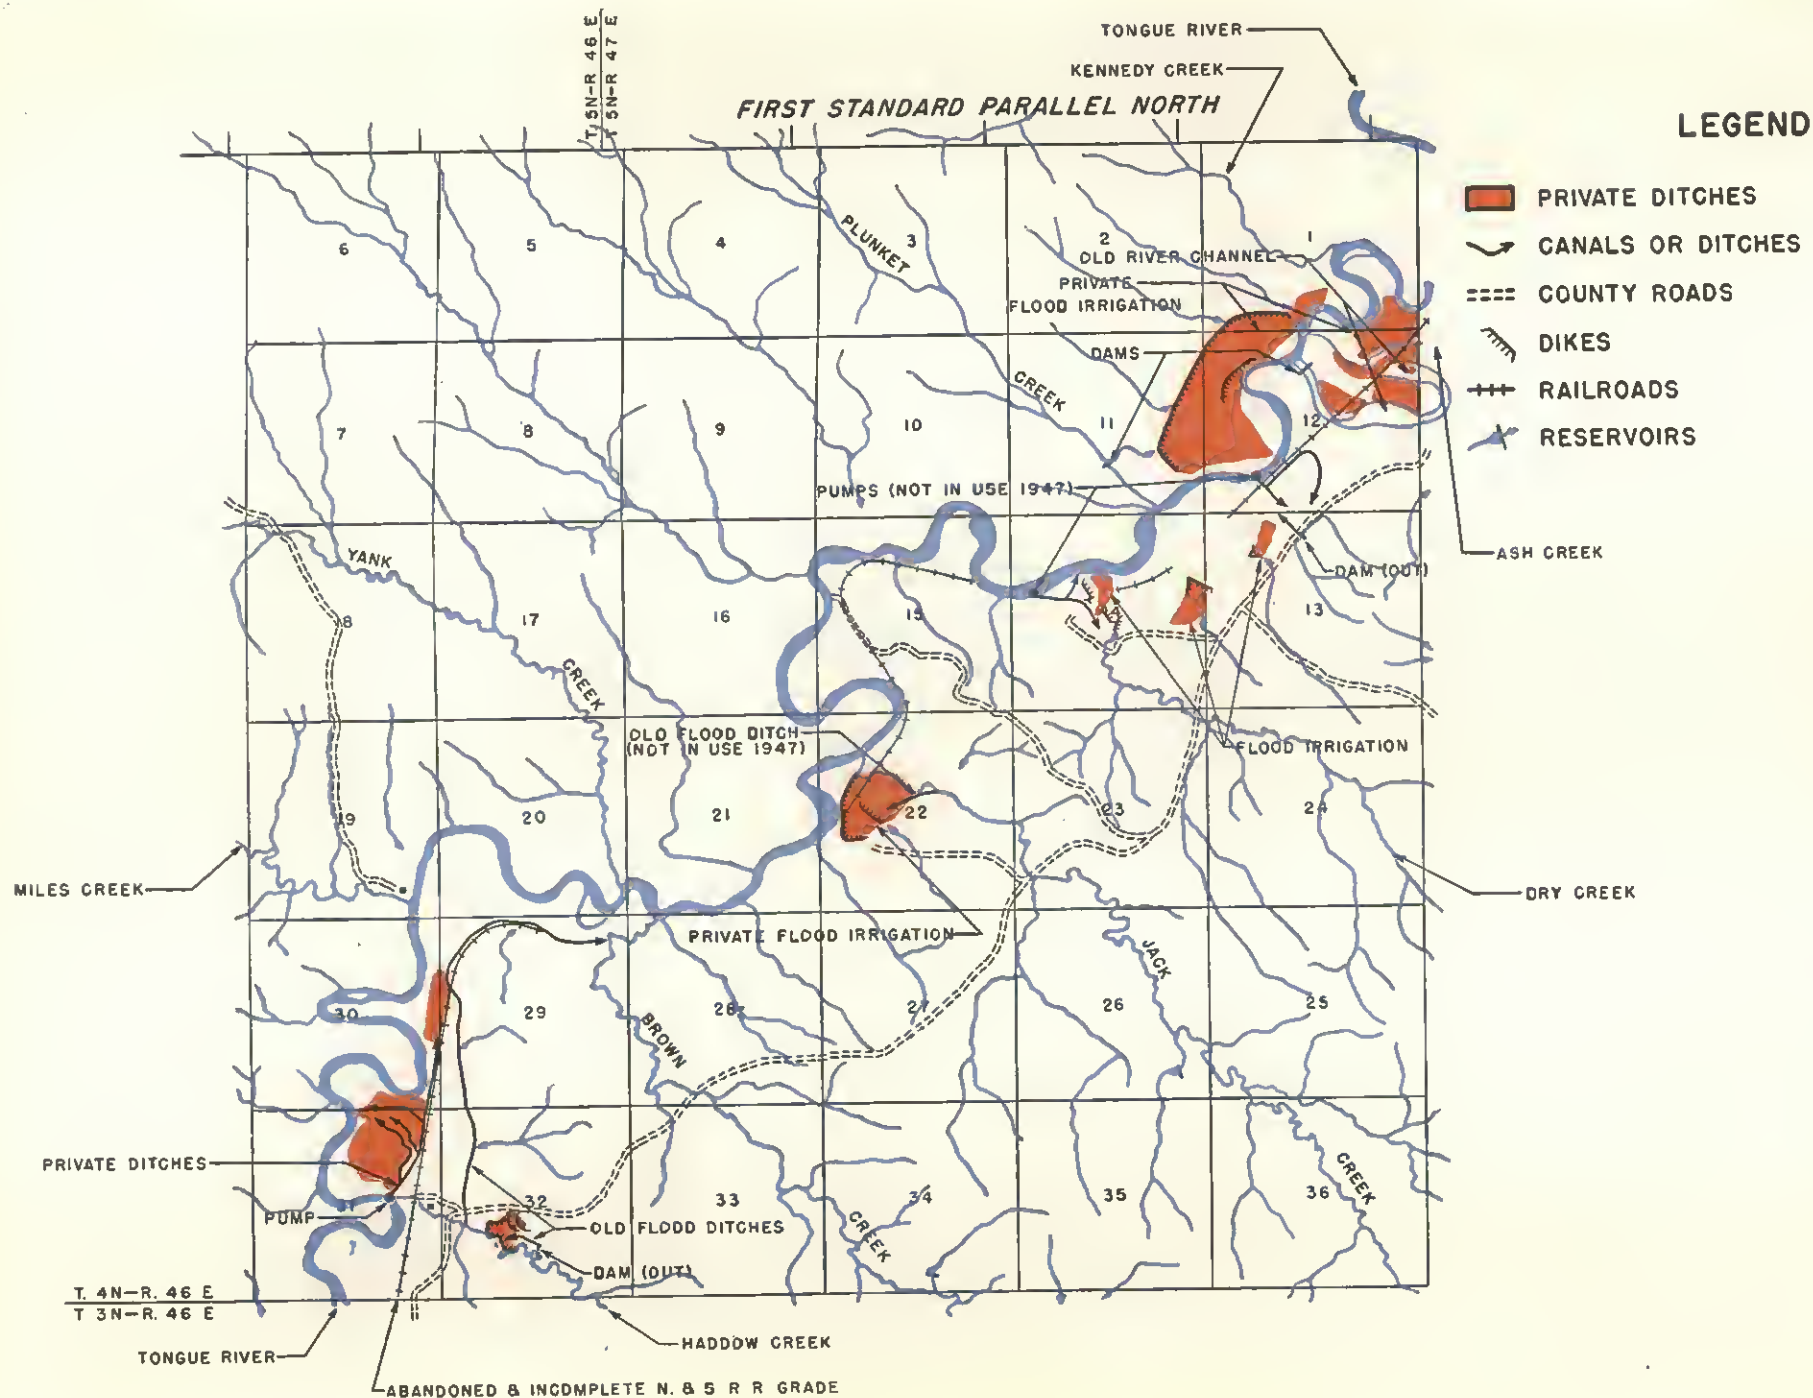 TONGUE RIVER
KENNEDY CREEK
T. 5N-R 46 E
T 5N-R 47 E
FIRST STANDARD PARALLEL NORTH
LEGEND
PRIVATE DITCHES
CANALS OR DITCHES
COUNTY ROADS
DIKES
RAILROADS
RESERVOIRS
6
5
4
3
2
1
PLUNKET
OLD RIVER CHANNEL
PRIVATE
FLOOD IRRIGATION
DAMS
CREEK
7
8
9
10
11
12
PUMPS (NOT IN USE 1947)
ASH CREEK
DAM (OUT)
YANK
8
17
16
15
14
13
CREEK
OLD FLOOD DITCH
(NOT IN USE 1947)
FLOOD IRRIGATION
19
20
21
22
23
24
MILES CREEK
DRY CREEK
PRIVATE FLOOD IRRIGATION
JACK
30
29
28
27
26
25
BROWN
PRIVATE DITCHES
31
32
33
34
35
36
CREEK
PUMP
OLD FLOOD DITCHES
CREEK
DAM (OUT)
T. 4N-R. 46 E
T 3N-R. 46 E
HADDOW CREEK
TONGUE RIVER
ABANDONED & INCOMPLETE N. & S R R GRADE